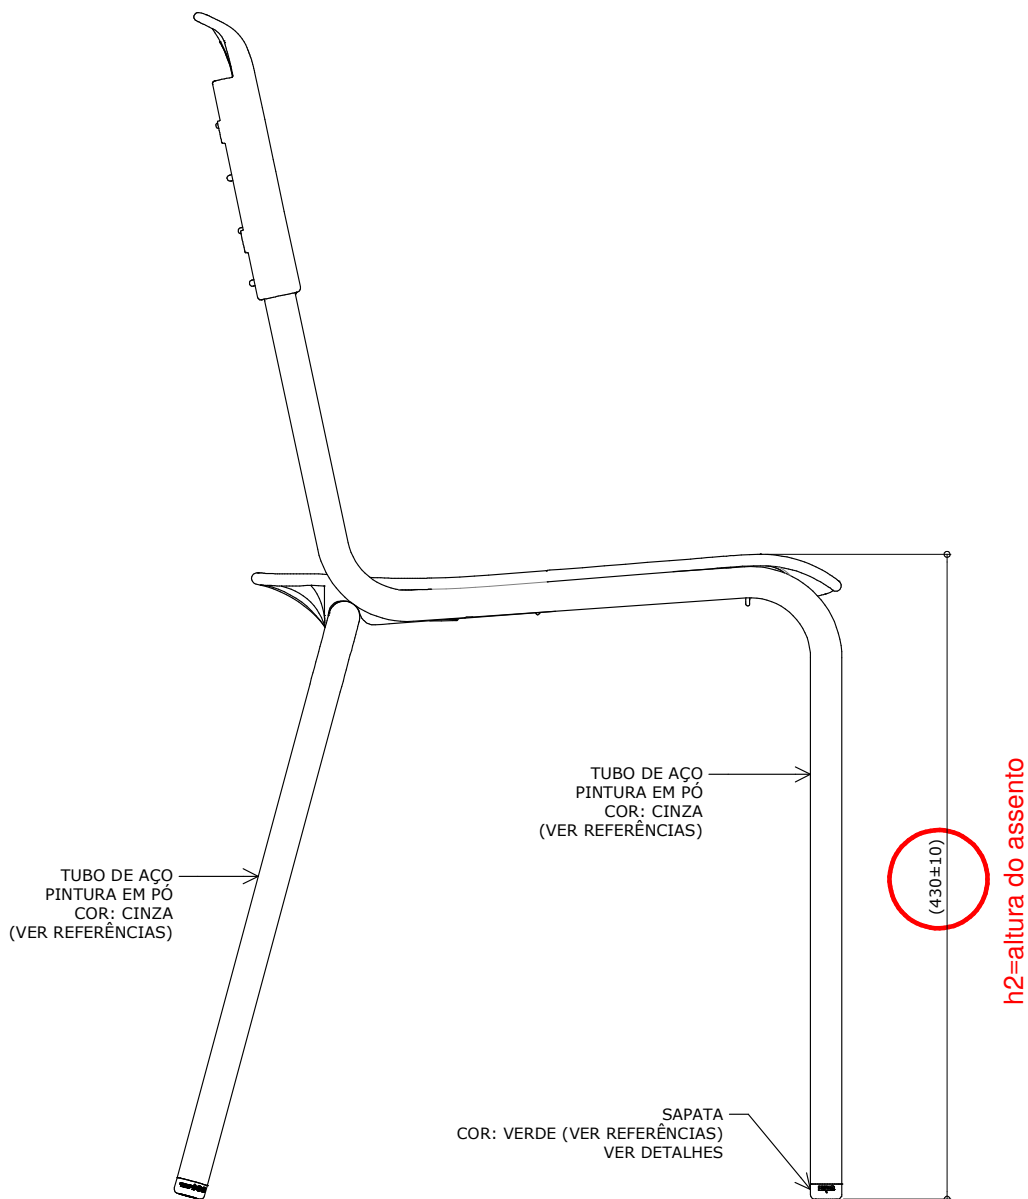 TUBO DE AÇO
PINTURA EM PÓ
COR: CINZA
(VER REFERÊNCIAS)
(430±10)
h2=altura do assento
TUBO DE AÇO
PINTURA EM PÓ
COR: CINZA
(VER REFERÊNCIAS)
SAPATA
COR: VERDE (VER REFERÊNCIAS)
VER DETALHES